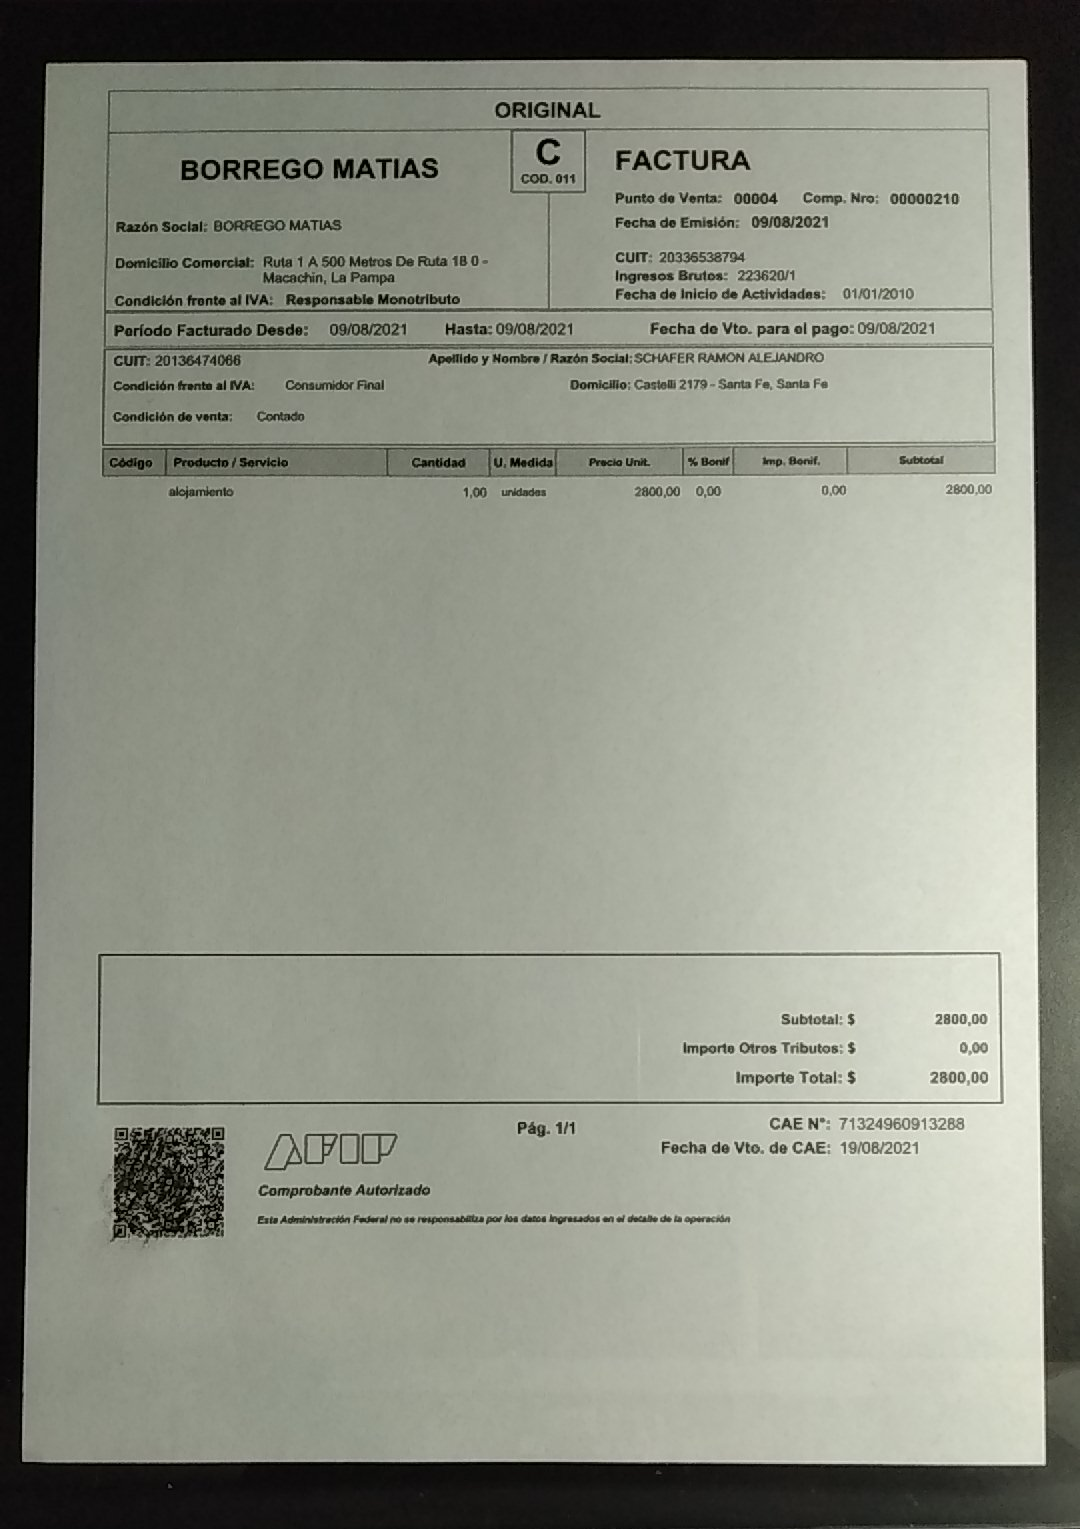 ORIGINAL
BORREGO MATIAS
C
COD. 011
FACTURA
Punto de Venta: 00004 Comp. Nro: 00000210
Fecha de Emisión: 09/08/2021
Razón Social: BORREGO MATIAS
Domicilio Comercial: Ruta 1 A 500 Metros De Ruta 18 0 -
Macachin, La Pampa
Condición frente al IVA: Responsable Monotributo
CUIT: 20336538794
Ingresos Brutos: 223620/1
Fecha de Inicio de Actividades: 01/01/2010
Período Facturado Desde: 09/08/2021 Hasta: 09/08/2021 Fecha de Vto. para el pago: 09/08/2021
CUIT: 20136474066 Apellido y Nombre / Razón Social: SCHAFER RAMON ALEJANDRO
Condición frente al IVA: Consumidor Final Domicilio: Castelli 2179 - Santa Fe, Santa Fe
Condición de venta: Contado
Código Producto / Servicio Cantidad U. Medida Precio Unit. % Bonif Imp. Bonif. Subtotal
alojamiento 1,00 unidades 2800,00 0,00 0,00 2800,00
Subtotal: $ 2800,00
Importe Otros Tributos: $ 0,00
Importe Total: $ 2800,00
AFIP
Comprobante Autorizado
Esta Administración Federal no se responsabiliza por los datos ingresados en el detalle de la operación
Pág. 1/1
CAE N°: 71324960913288
Fecha de Vto. de CAE: 19/08/2021